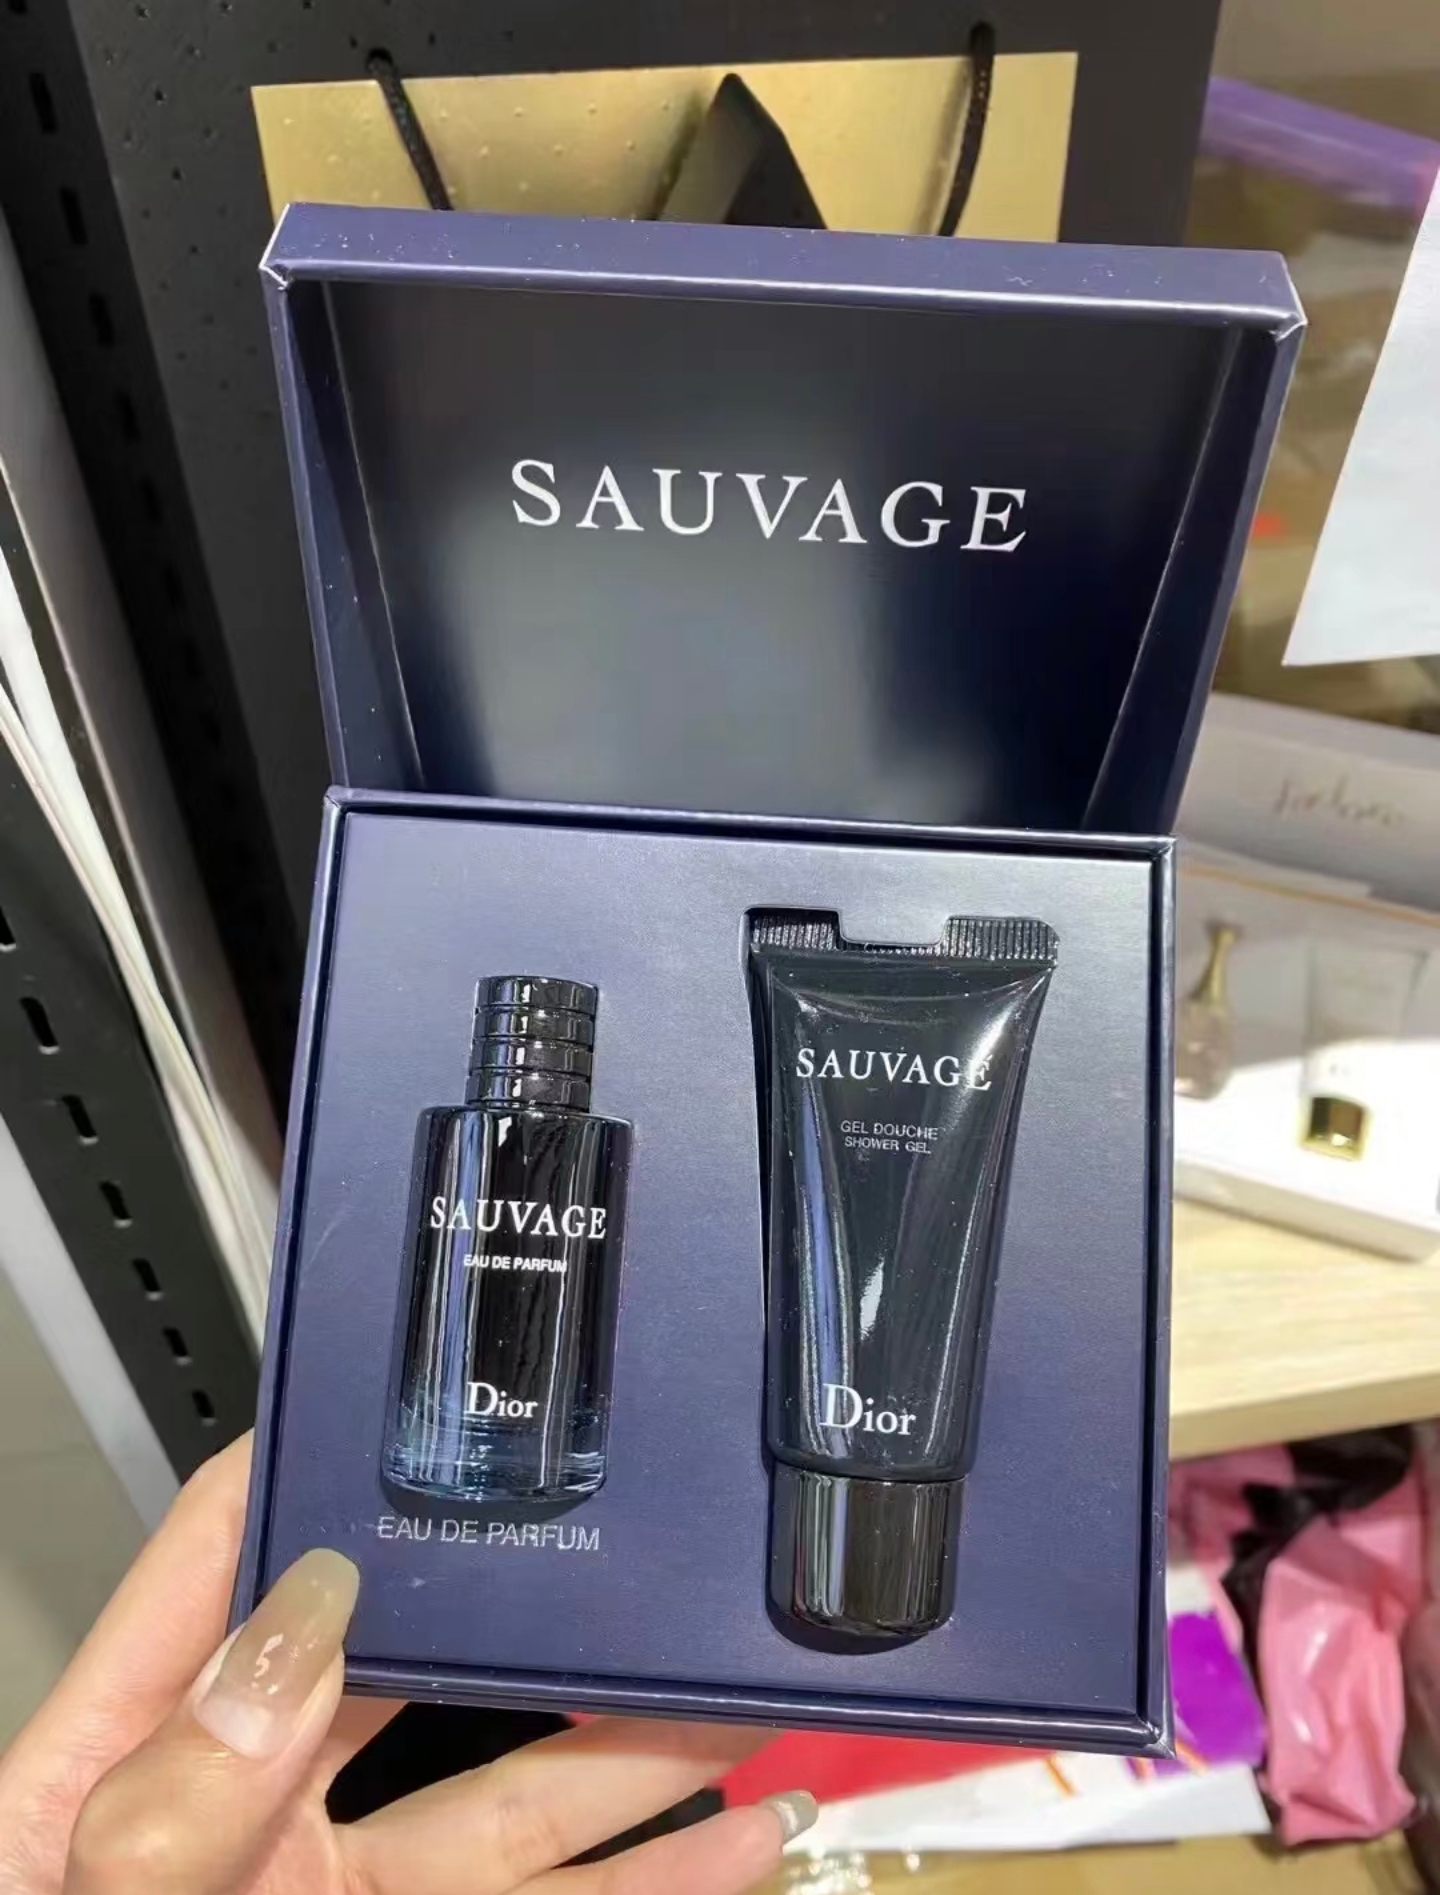 SAUVAGE
SAUVAGE
EAU DE PARFUM
Dior
EAU DE PARFUM
SAUVAGE
GEL DOUCHE
SHOWER GEL
Dior